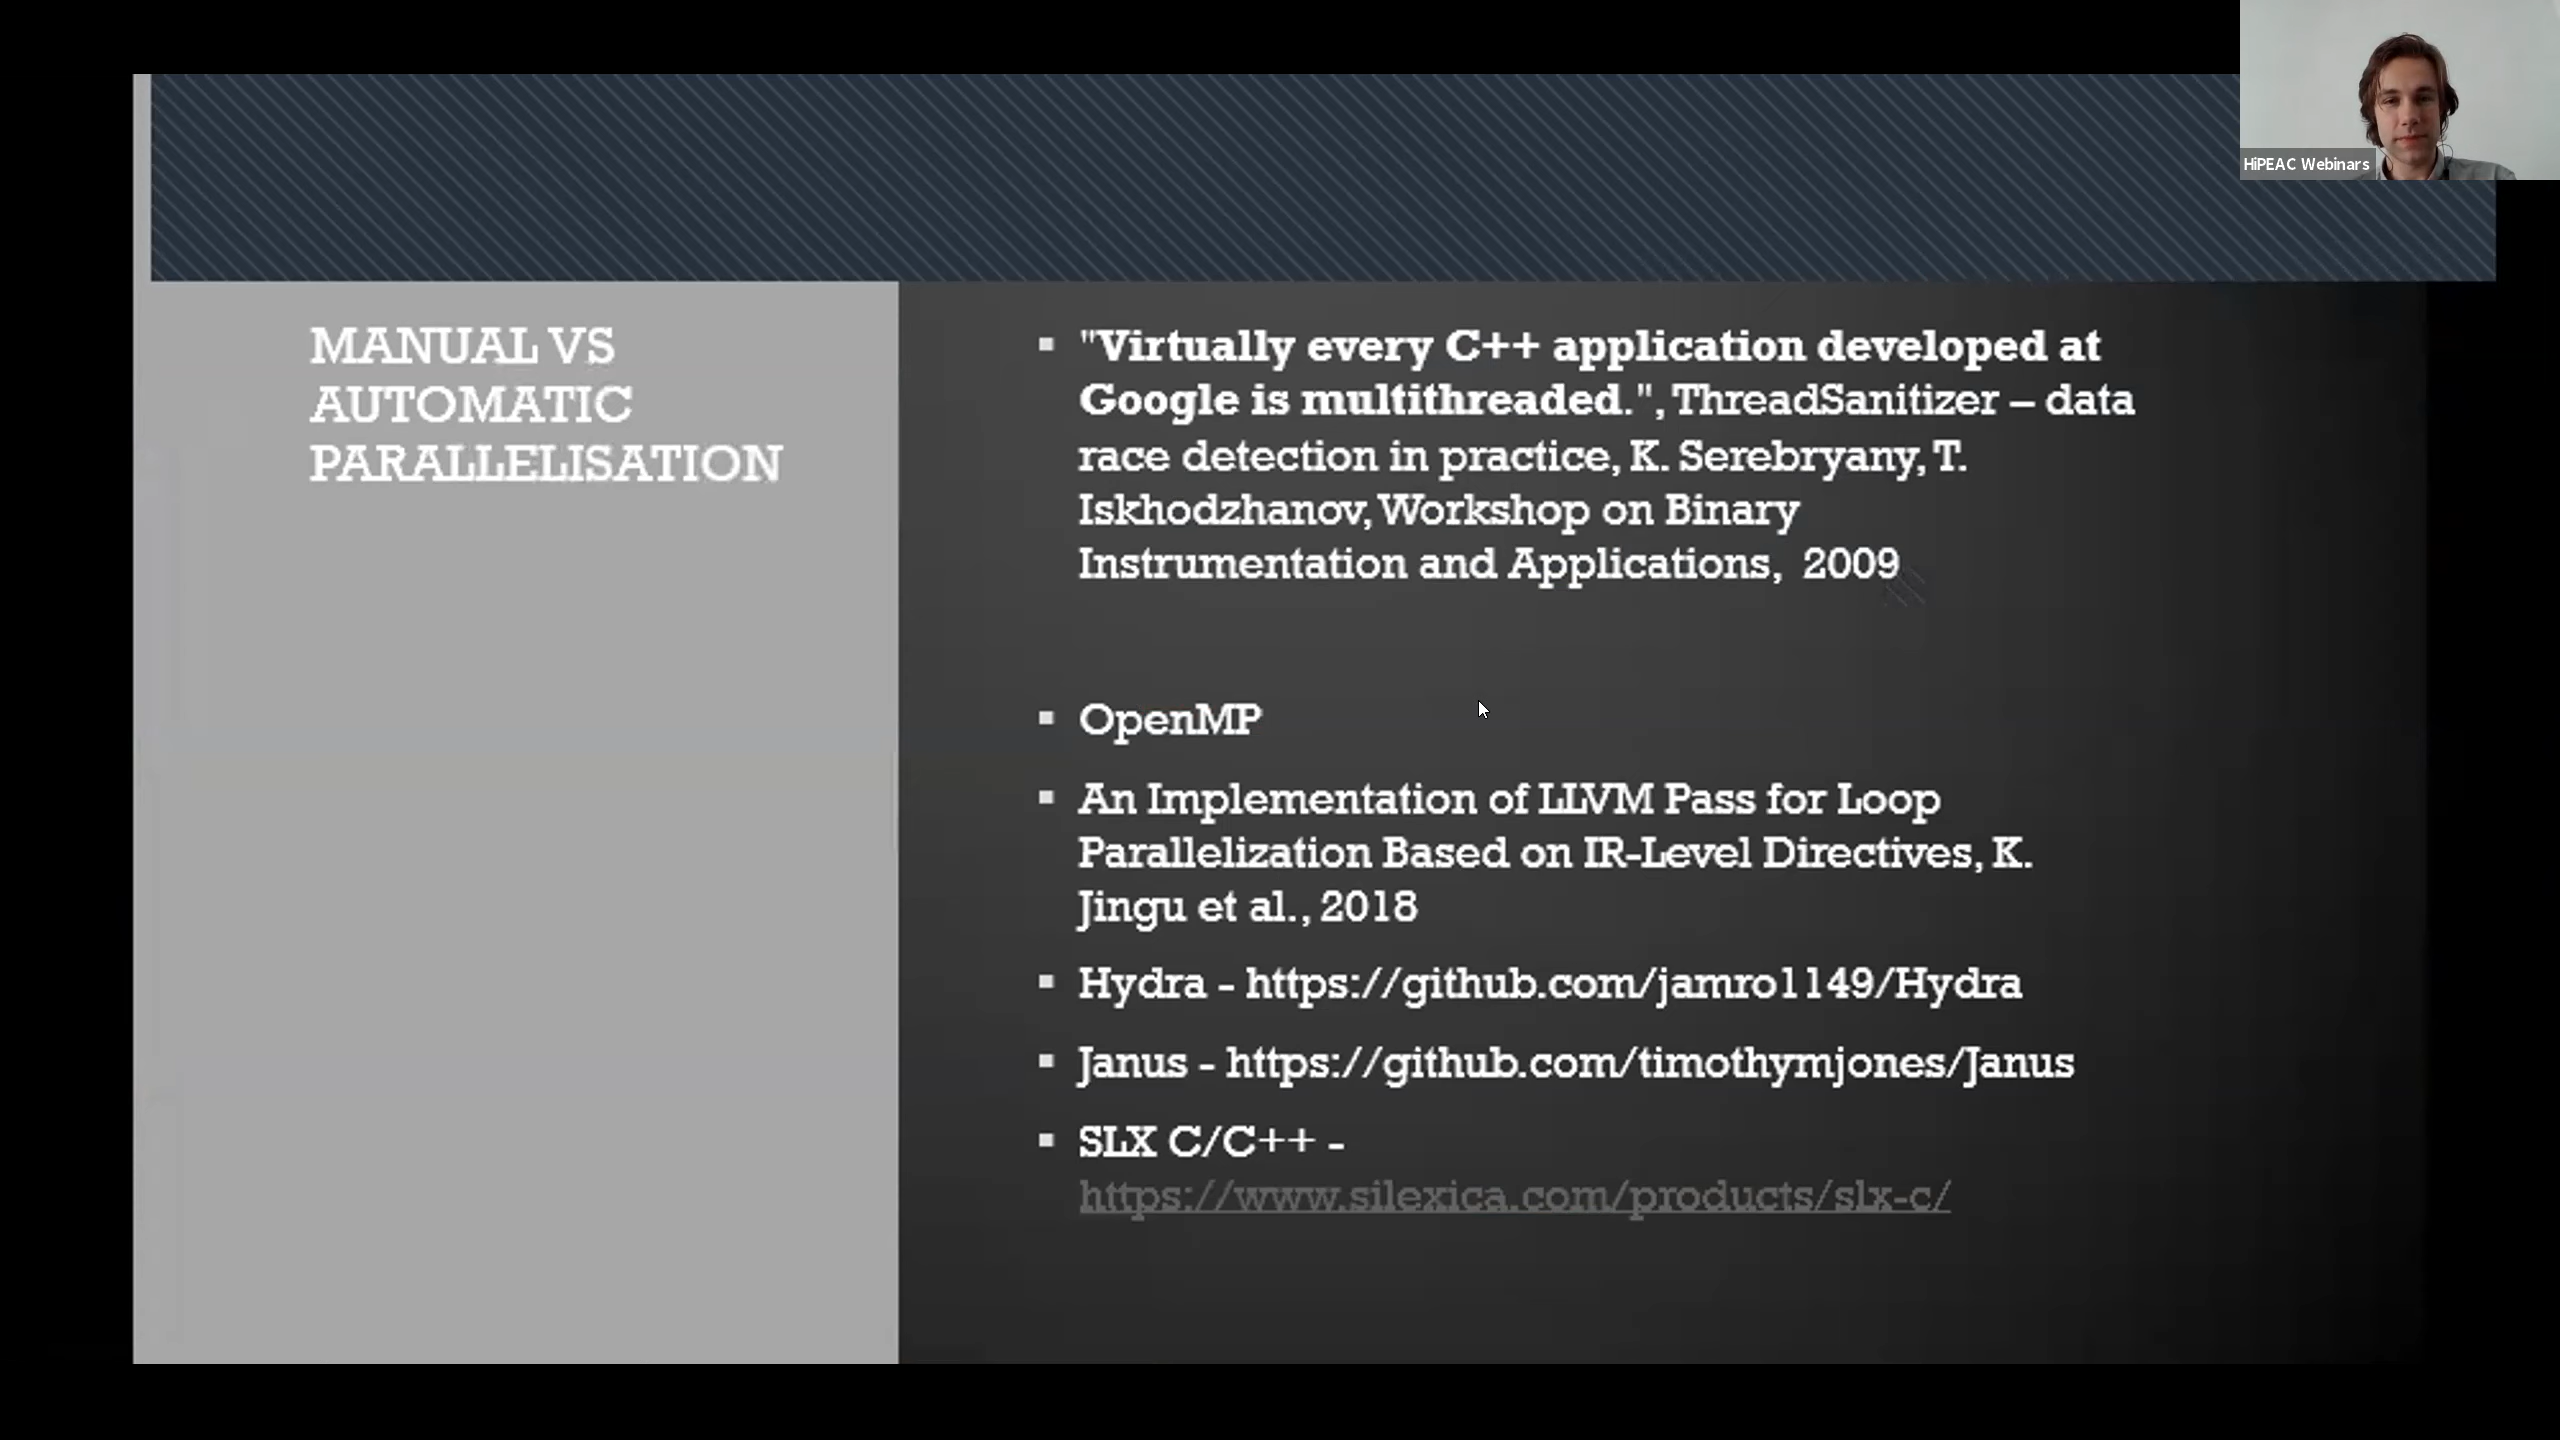 HiPEAC Webinars
MANUAL VS
AUTOMATIC
PARALLELISATION
▪ "Virtually every C++ application developed at
Google is multithreaded.", ThreadSanitizer – data
race detection in practice, K. Serebryany, T.
Iskhodzhanov, Workshop on Binary
Instrumentation and Applications, 2009
▪ OpenMP
▪ An Implementation of LLVM Pass for Loop
Parallelization Based on IR-Level Directives, K.
Jingu et al., 2018
▪ Hydra - https://github.com/jamro1149/Hydra
▪ Janus - https://github.com/timothymjones/Janus
▪ SLX C/C++ -
https://www.silexica.com/products/slx-c/